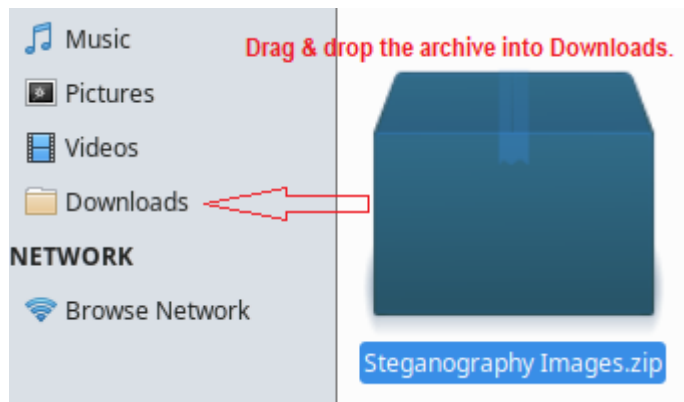 Music
Drag & drop the archive into Downloads.
Pictures
Videos
Downloads
NETWORK
Browse Network
Steganography Images.zip